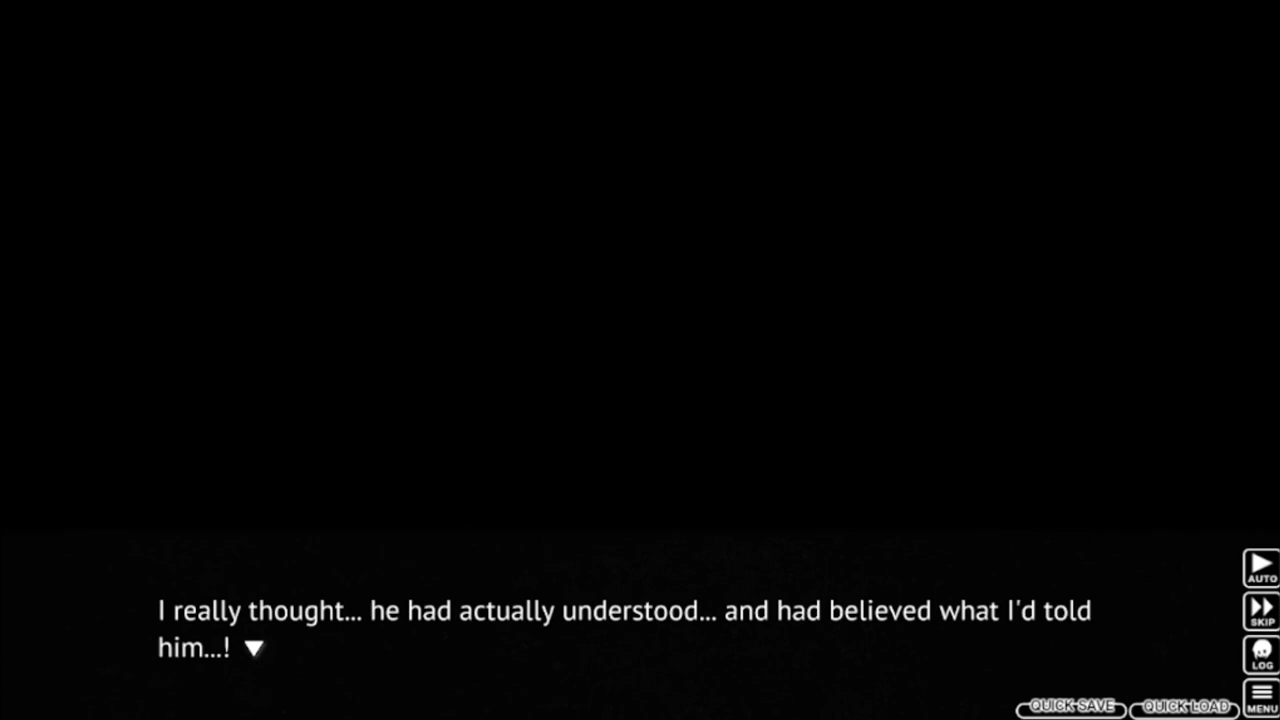 I really thought... he had actually understood... and had believed what I'd told
him...!
AUTO
SKIP
LOG
MENU
QUICK SAVE QUICK LOAD